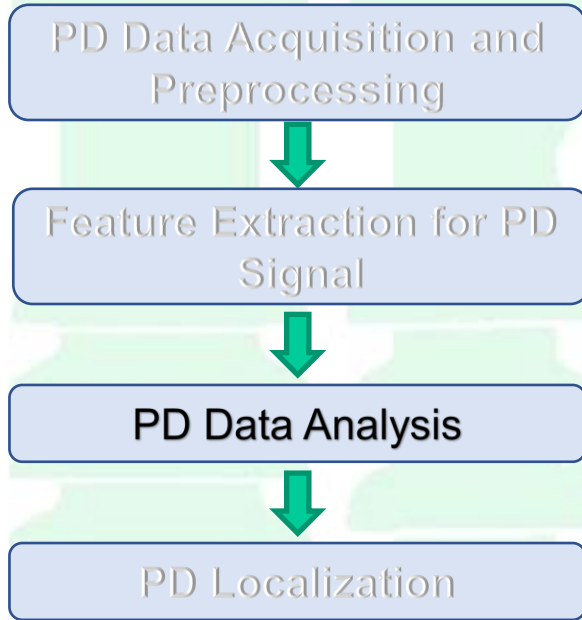 PD Data Acquisition and
Preprocessing
Feature Extraction for PD
Signal
PD Data Analysis
PD Localization